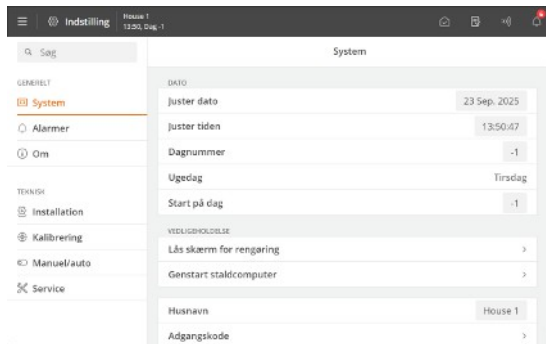 Indstilling
House 1
13:50, Dag -1
Søg
System
GENERELT
System
Alarmer
Om
TEKNISK
Installation
Kalibrering
Manuel/auto
Service
DATO
Juster dato 23 Sep. 2025
Juster tiden 13:50:47
Dagnummer -1
Ugedag Tirsdag
Start på dag -1
VEDLIGEHOLDELSE
Lås skærm for rengøring
Genstart staldcomputer
Husnavn House 1
Adgangskode